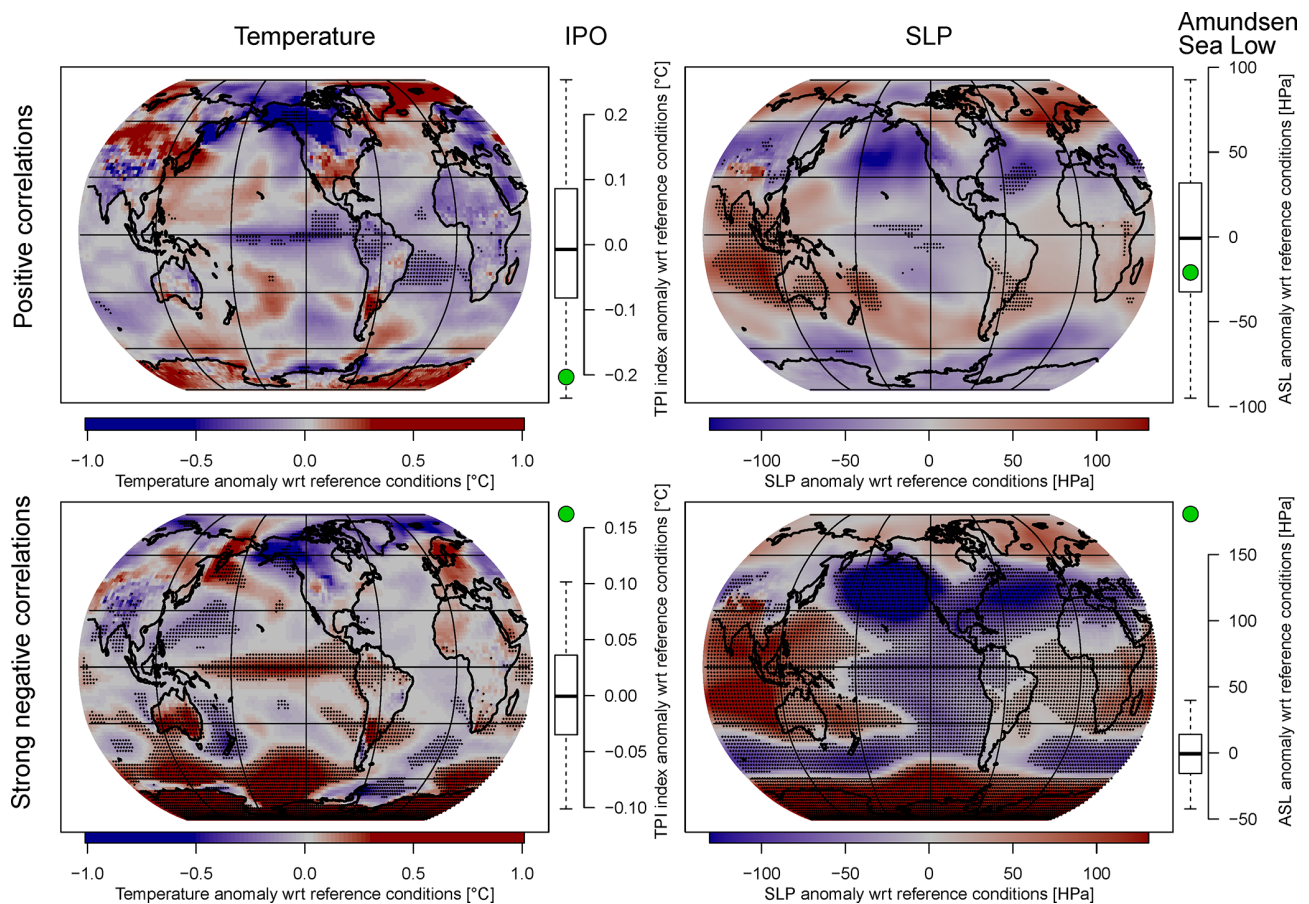 Temperature
IPO
SLP
Amundsen
Sea Low
Positive correlations
0.2
0.1
0.0
−0.1
−0.2
TPI index anomaly wrt reference conditions [°C]
100
50
0
−50
−100
ASL anomaly wrt reference conditions [HPa]
−1.0
−0.5
0.0
0.5
1.0
Temperature anomaly wrt reference conditions [°C]
−100
−50
0
50
100
SLP anomaly wrt reference conditions [HPa]
Strong negative correlations
0.15
0.10
0.05
0.00
−0.05
−0.10
TPI index anomaly wrt reference conditions [°C]
150
100
50
0
−50
ASL anomaly wrt reference conditions [HPa]
−1.0
−0.5
0.0
0.5
1.0
Temperature anomaly wrt reference conditions [°C]
−100
−50
0
50
100
SLP anomaly wrt reference conditions [HPa]